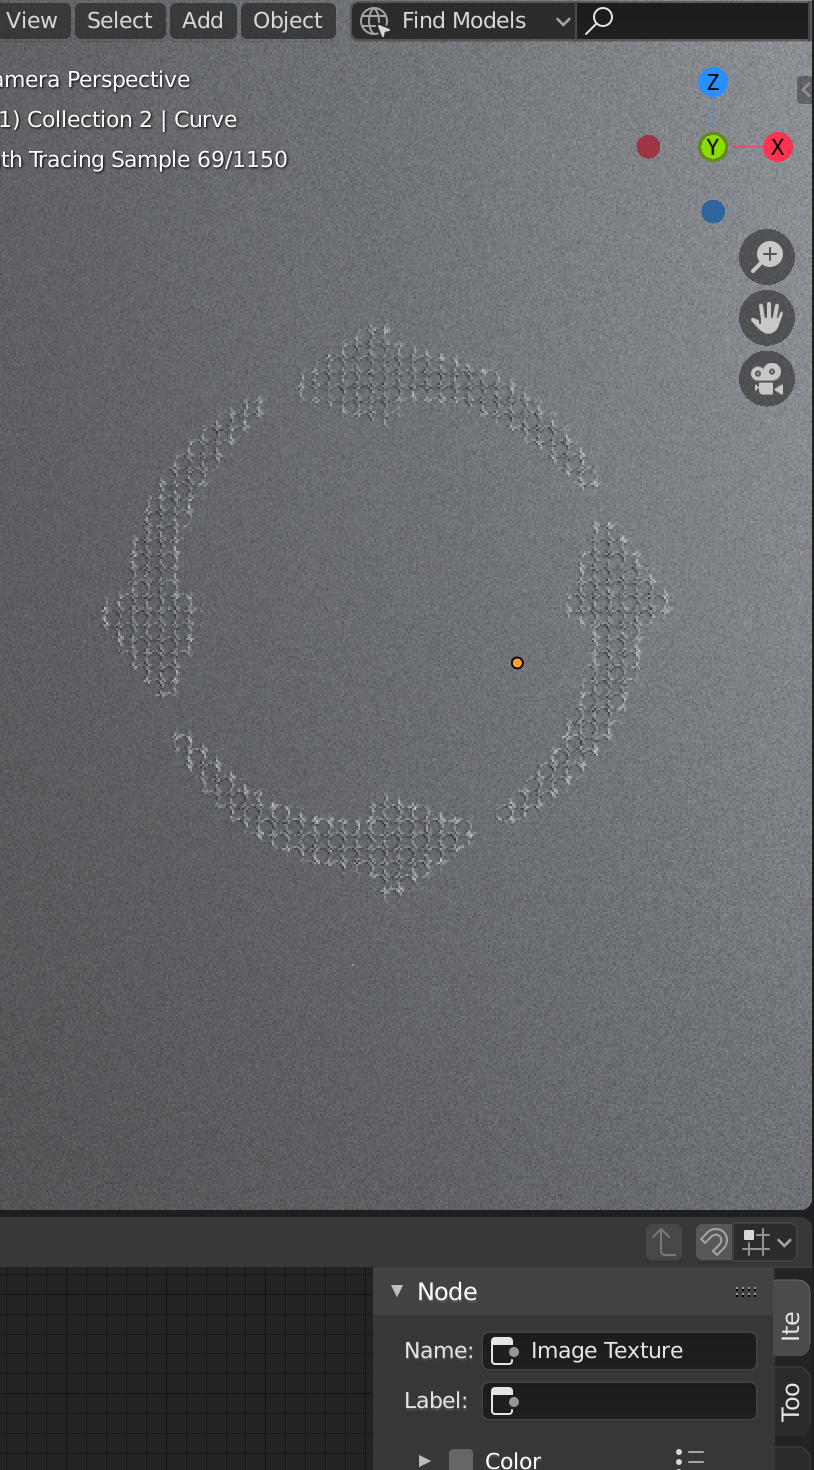 View Select Add Object Find Models
amera Perspective
1) Collection 2 | Curve
th Tracing Sample 69/1150
Z
Y
X
Node
Name: Image Texture
Label:
Color
Ite
Too